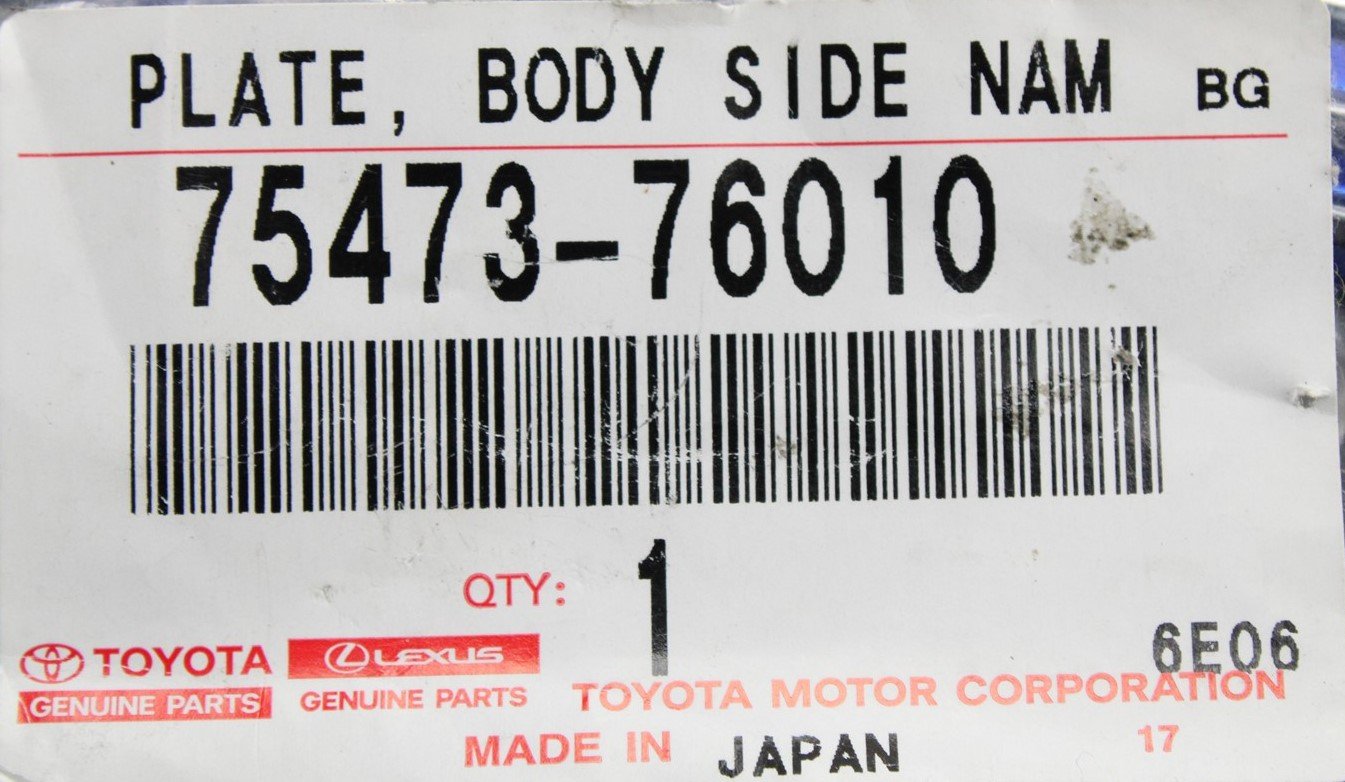 PLATE, BODY SIDE NAM BG
75473-76010
QTY: 1
6E06
TOYOTA LEXUS
GENUINE PARTS GENUINE PARTS TOYOTA MOTOR CORPORATION
MADE IN JAPAN 17